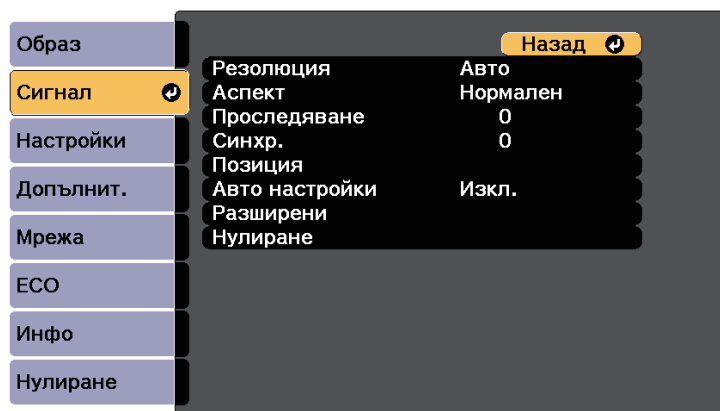 Образ
Сигнал
Настройки
Допълнит.
Мрежа
ECO
Инфо
Нулиране
Назад
Резолюция Авто
Аспект Нормален
Проследяване 0
Синхр. 0
Позиция
Авто настройки Изкл.
Разширени
Нулиране